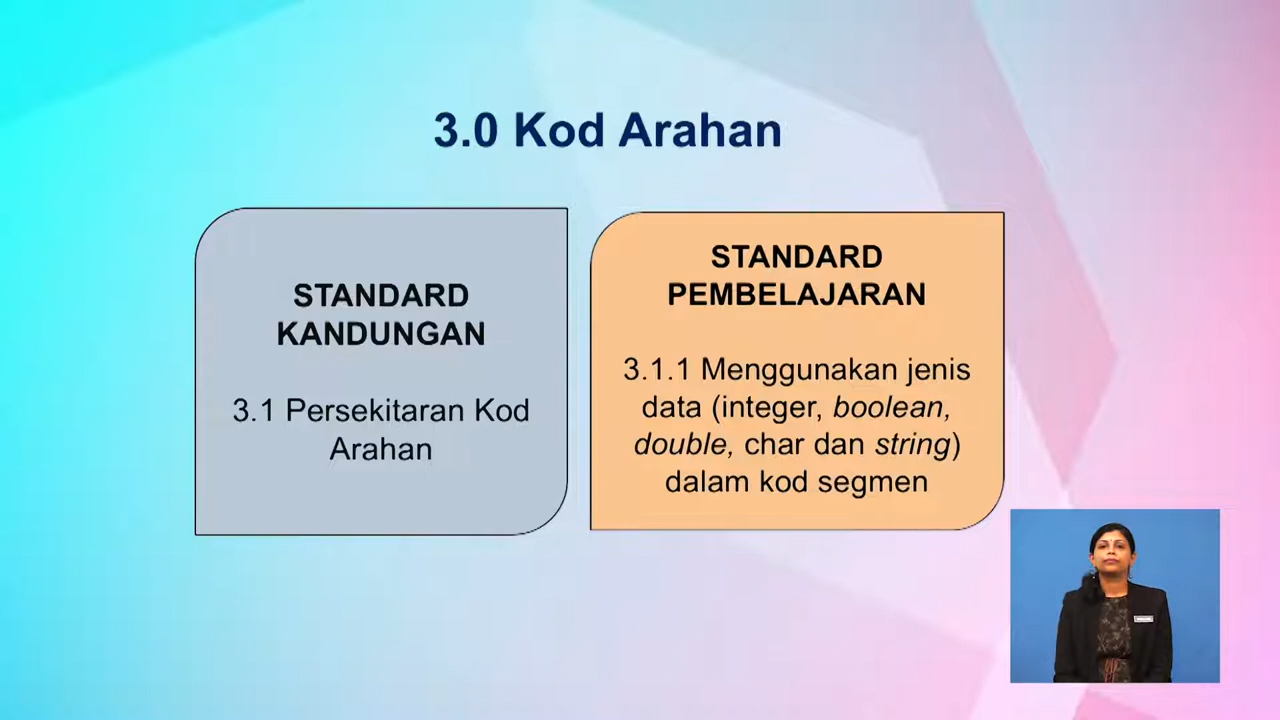 3.0 Kod Arahan
STANDARD
KANDUNGAN
3.1 Persekitaran Kod
Arahan
STANDARD
PEMBELAJARAN
3.1.1 Menggunakan jenis
data (integer, boolean,
double, char dan string)
dalam kod segmen